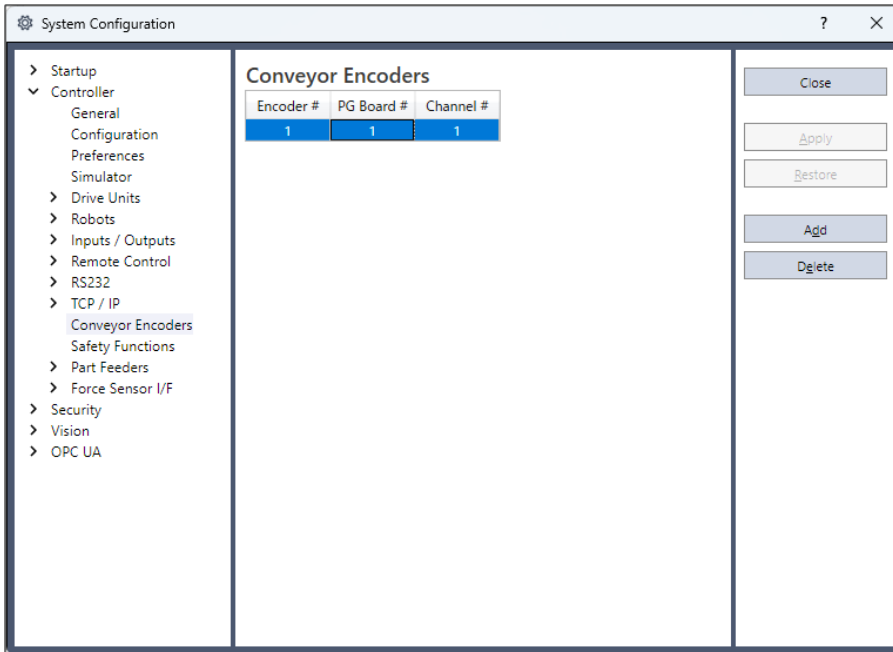 System Configuration
?
Startup
Controller
General
Configuration
Preferences
Simulator
Drive Units
Robots
Inputs / Outputs
Remote Control
RS232
TCP / IP
Conveyor Encoders
Safety Functions
Part Feeders
Force Sensor I/F
Security
Vision
OPC UA
Conveyor Encoders
Encoder # PG Board # Channel #
1 1 1
Close
Apply
Restore
Add
Delete